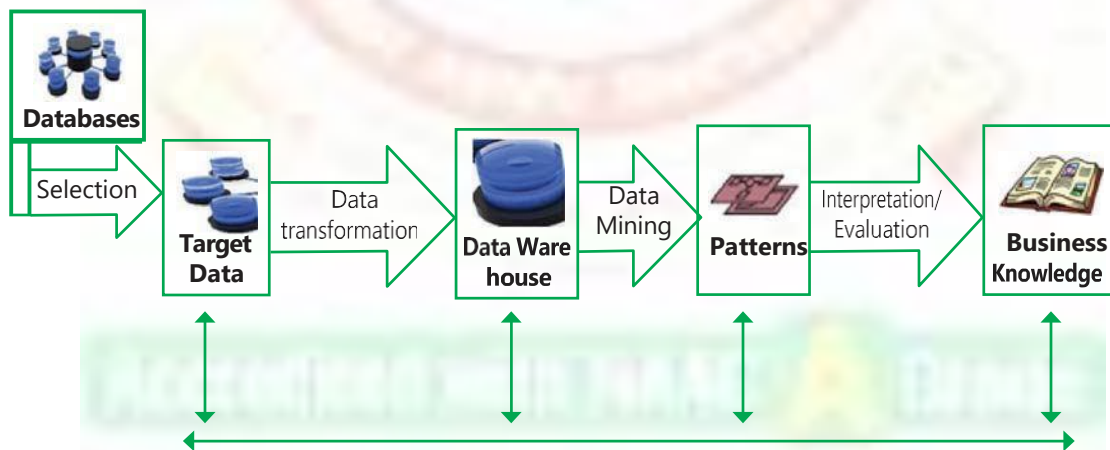 Databases
Selection
Target
Data
Data
transformation
Data Ware
house
Data
Mining
Patterns
Interpretation/
Evaluation
Business
Knowledge